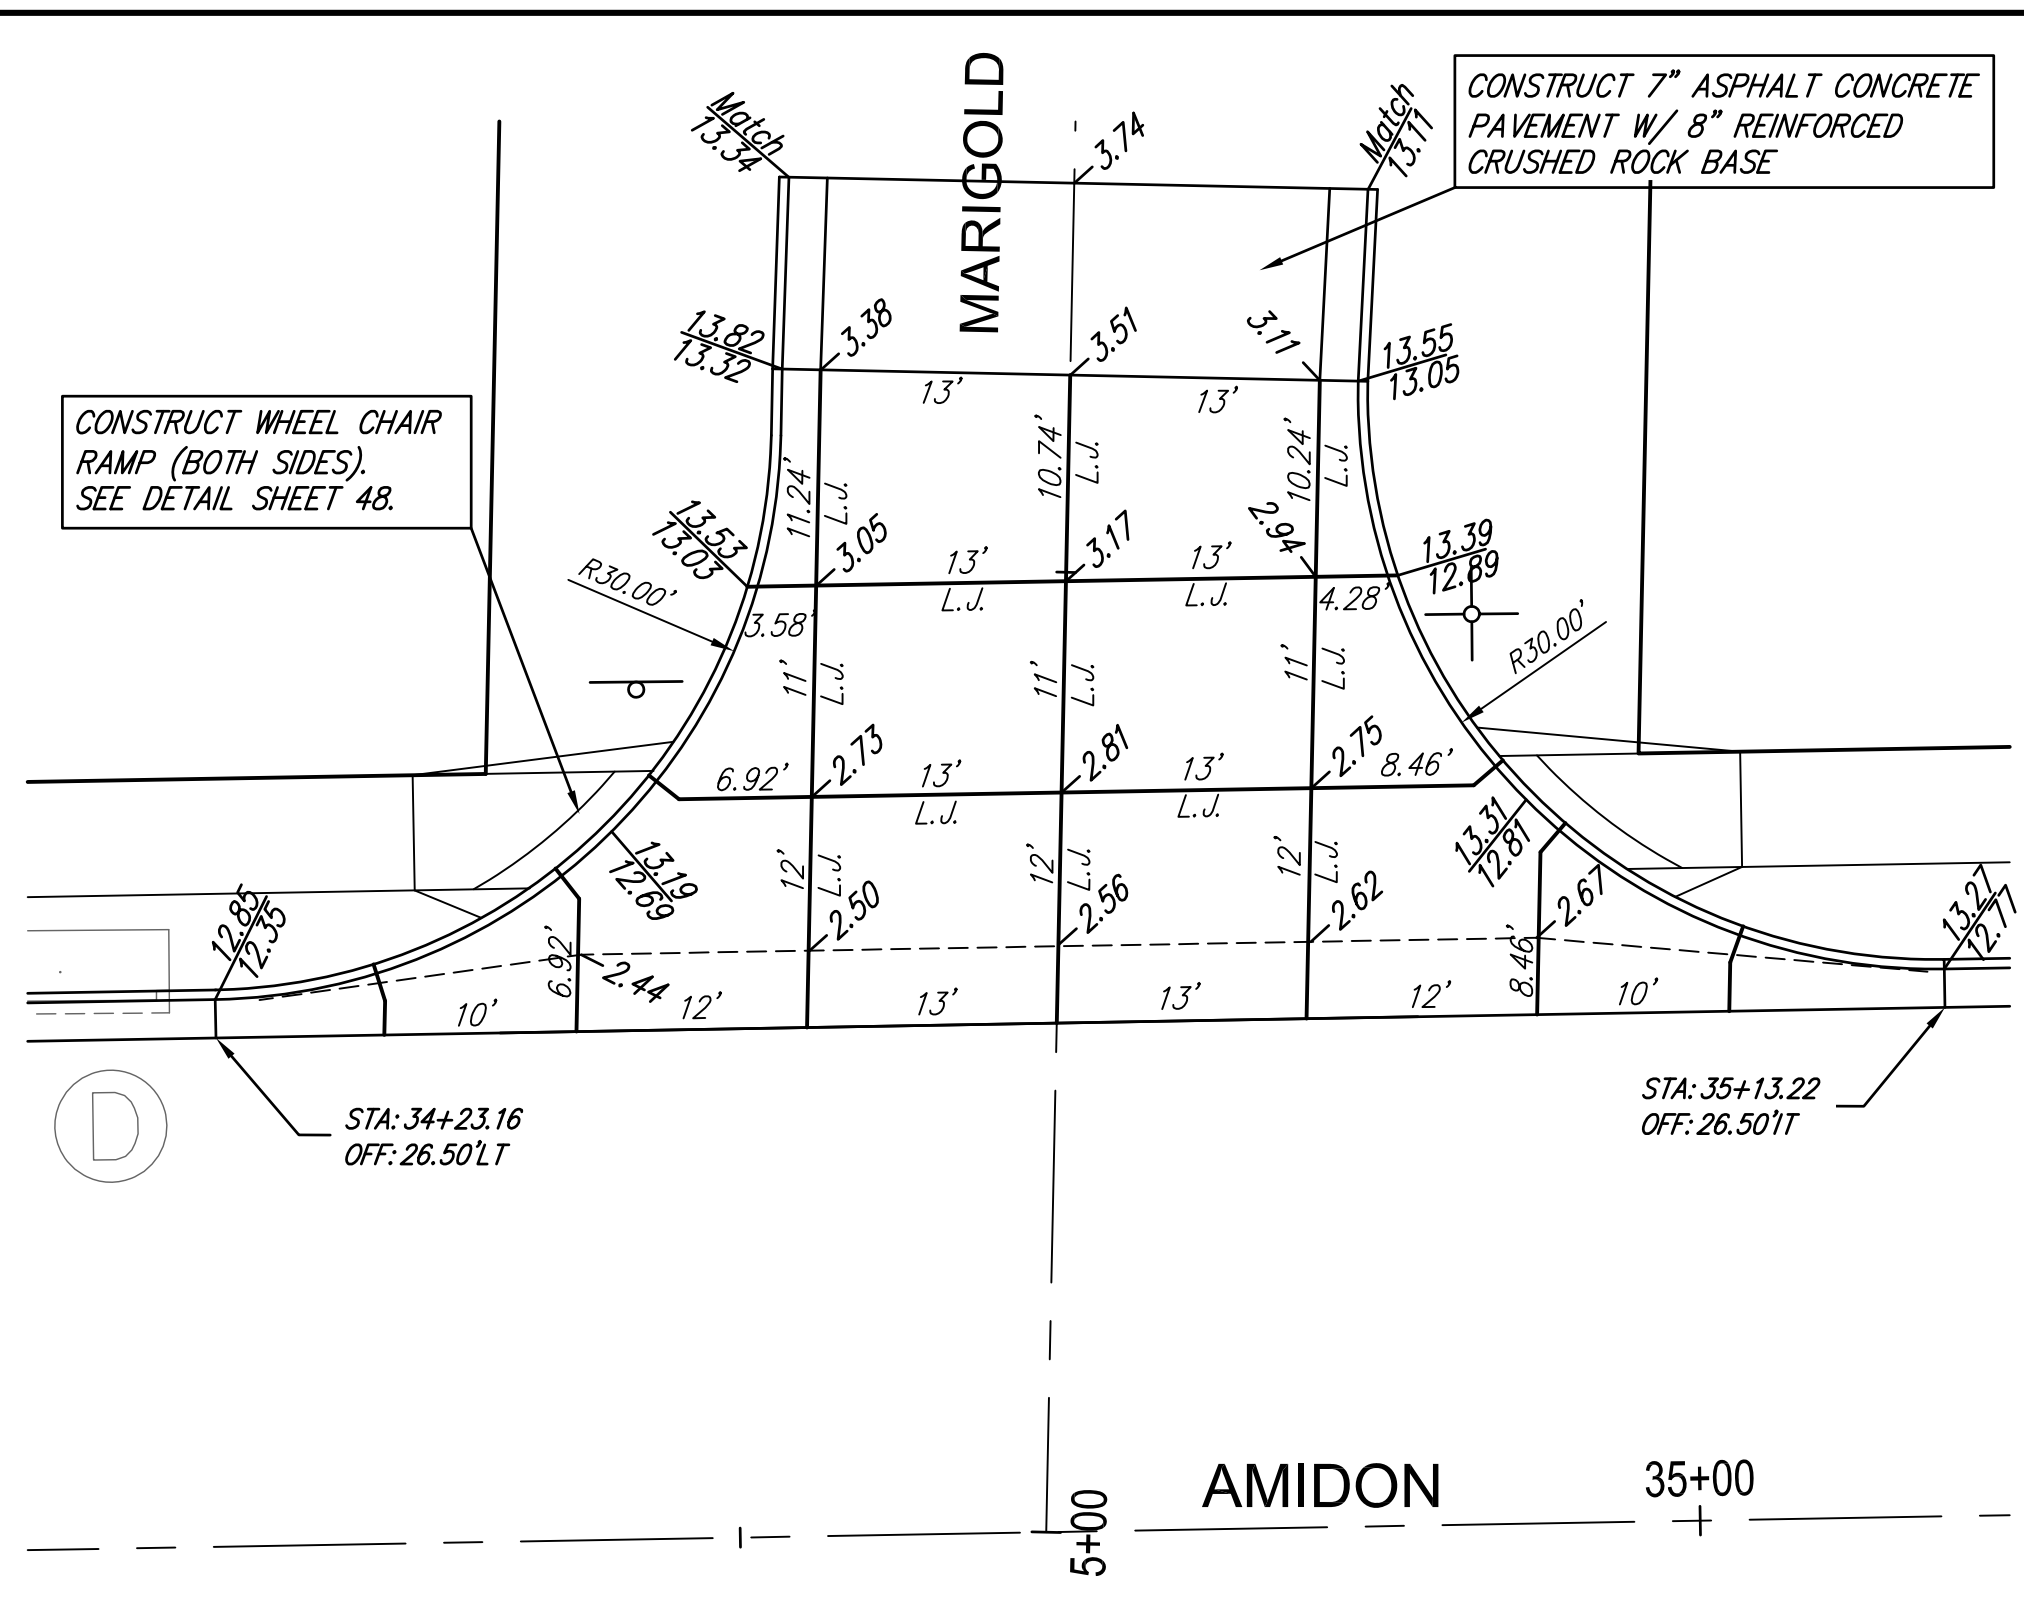 MARIGOLD
Match
13.34
3.74
Match
13.11
CONSTRUCT 7" ASPHALT CONCRETE
PAVEMENT W/ 8" REINFORCED
CRUSHED ROCK BASE
13.82
13.32
3.38
3.51
3.11
13.55
13.05
13'
13'
CONSTRUCT WHEEL CHAIR
RAMP (BOTH SIDES).
SEE DETAIL SHEET 48.
11.24'
L.J.
10.74'
L.J.
10.24'
L.J.
13.53
13.03
3.05
3.17
2.94
13.39
12.89
R30.00'
13'
L.J.
13'
L.J.
3.58'
4.28'
R30.00'
11'
L.J.
11'
L.J.
11'
L.J.
2.73
2.81
2.75
6.92'
13'
L.J.
13'
L.J.
8.46'
13.19
12.69
12'
L.J.
12'
L.J.
12'
L.J.
13.31
12.81
12.85
12.35
2.50
2.56
2.62
2.67
13.27
12.77
6.92'
2.44
8.46'
10'
12'
13'
13'
12'
10'
D
STA: 34+23.16
OFF: 26.50'LT
STA: 35+13.22
OFF: 26.50'lT
AMIDON
35+00
5+00